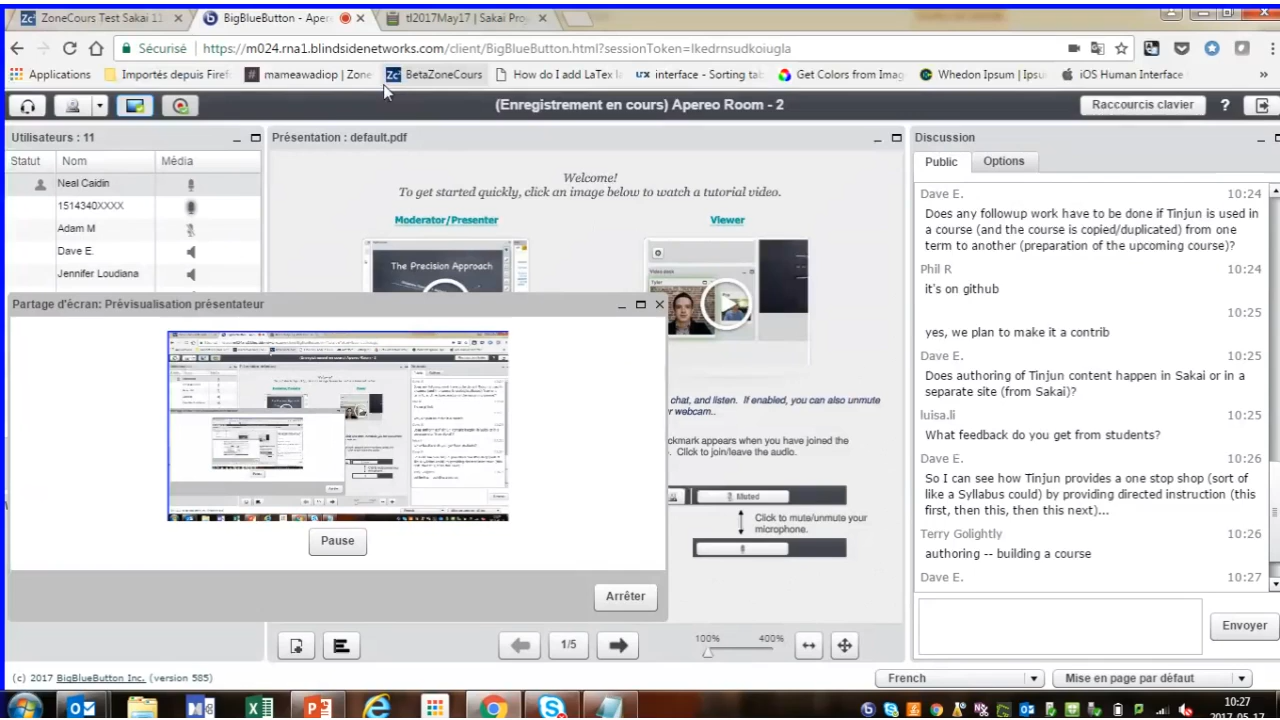 ZoneCours Test Sakai 11
BigBlueButton - Aper
tl2017May17 | Sakai Pro
Sécurisé
https://m024.rna1.blindsidenetworks.com/client/BigBlueButton.html?sessionToken=lkedrnsudkoiugla
Applications
Importés depuis Firef
mameawadiop | Zone
BetaZoneCours
How do I add LaTex
interface - Sorting ta
Get Colors from Imag
Whedon Ipsum | Ips
iOS Human Interface
(Enregistrement en cours) Apereo Room - 2
Raccourcis clavier
?
Utilisateurs : 11
Statut
Nom
Média
Neal Caidin
1514340XXXX
Adam M
Dave E.
Jennifer Loudiana
Présentation : default.pdf
Welcome!
To get started quickly, click an image below to watch a tutorial video.
Moderator/Presenter
Viewer
The Precision Approach
Tyler
Partage d'écran: Prévisualisation présentateur
Pause
Arrêter
chat, and listen. If enabled, you can also unmute
r webcam..
ckmark appears when you have joined the
Click to join/leave the audio.
Muted
Click to mute/unmute your
microphone.
1/5
100%
400%
Discussion
Public
Options
Dave E. 10:24
Does any followup work have to be done if Tinjun is used in
a course (and the course is copied/duplicated) from one
term to another (preparation of the upcoming course)?
Phil R 10:24
it's on github
10:25
yes, we plan to make it a contrib
Dave E. 10:25
Does authoring of Tinjun content happen in Sakai or in a
separate site (from Sakai)?
luisa.li 10:25
What feedback do you get from students?
Dave E. 10:26
So I can see how Tinjun provides a one stop shop (sort of
like a Syllabus could) by providing directed instruction (this
first, then this, then this next)...
Terry Golightly 10:26
authoring -- building a course
Dave E. 10:27
Envoyer
(c) 2017 BigBlueButton Inc. (version 585)
French
Mise en page par défaut
10:27
2017-05-17